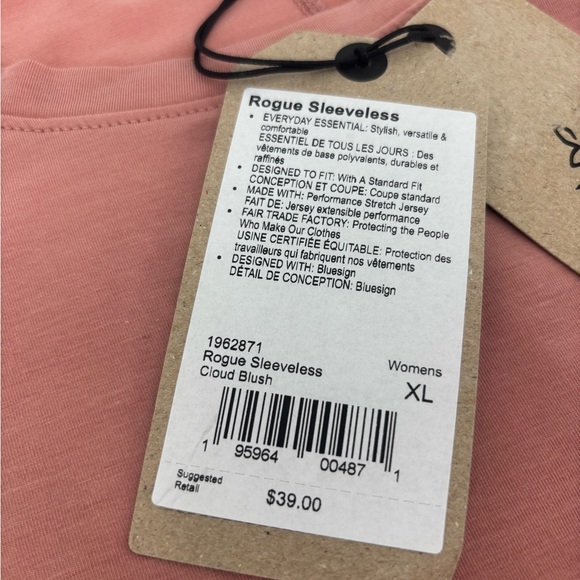 Rogue Sleeveless
• EVERYDAY ESSENTIAL: Stylish, versatile &
comfortable
ESSENTIEL DE TOUS LES JOURS : Des
vêtements de base polyvalents, durables et
raffinés
• DESIGNED TO FIT: With A Standard Fit
CONCEPTION ET COUPE: Coupe standard
• MADE WITH: Performance Stretch Jersey
FAIT DE: Jersey extensible performance
• FAIR TRADE FACTORY: Protecting the People
Who Make Our Clothes
USINE CERTIFIÉE ÉQUITABLE: Protection des
travailleurs qui fabriquent nos vêtements
• DESIGNED WITH: Bluesign
DÉTAIL DE CONCEPTION: Bluesign
1962871
Rogue Sleeveless Womens
Cloud Blush XL
1 95964 00487 1
Suggested
Retail $39.00